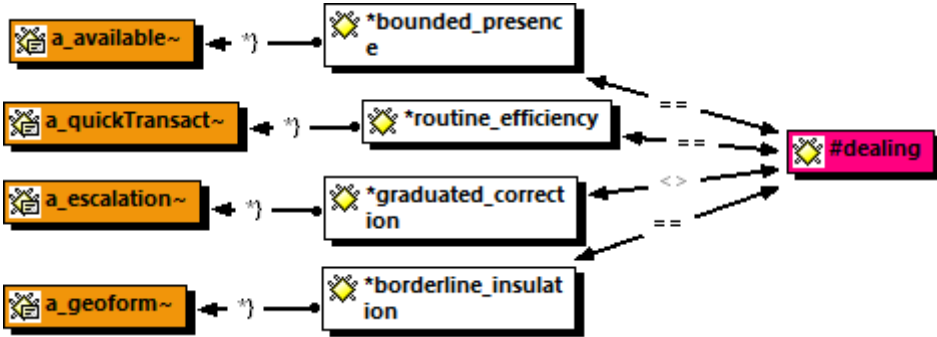 a_available~
*}
*bounded_presenc
e
==
a_quickTransact~
*}
*routine_efficiency
==
#dealing
a_escalation~
*}
*graduated_correct
ion
<>
==
a_geoform~
*}
*borderline_insulat
ion